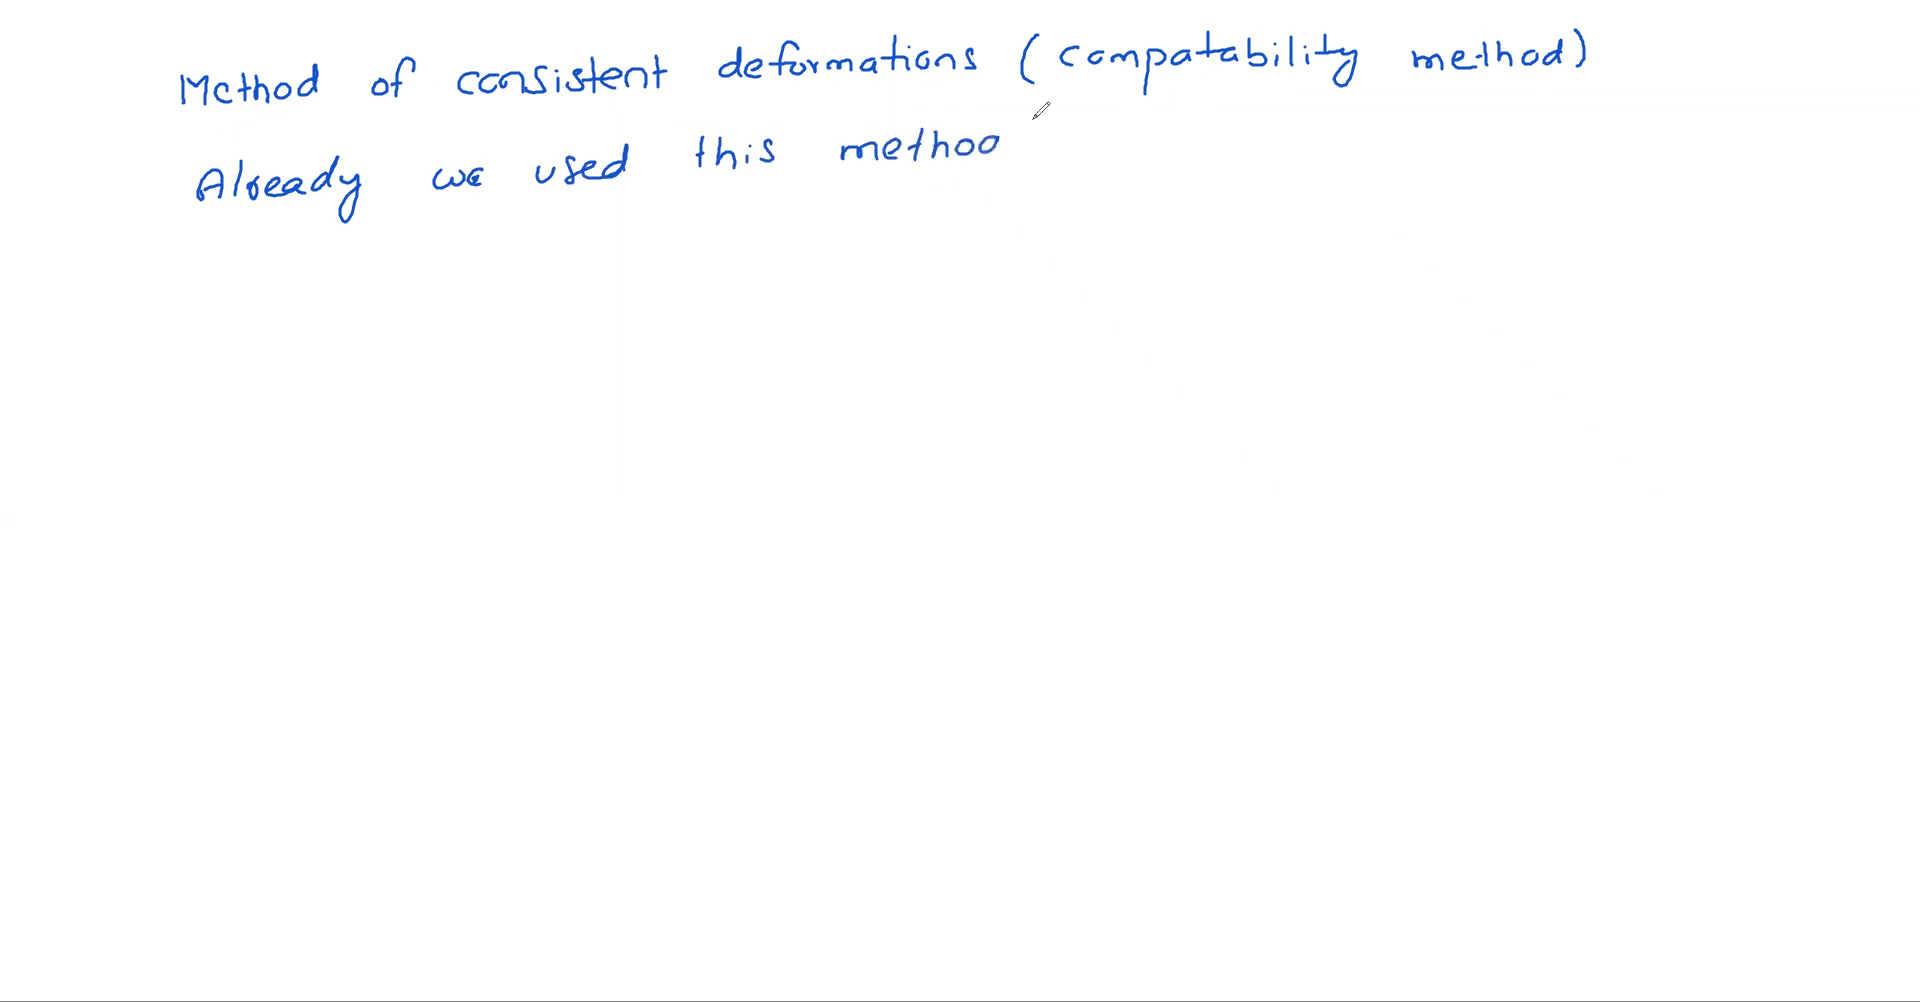 Method of consistent deformations (compatability method)
Already we used this methoo